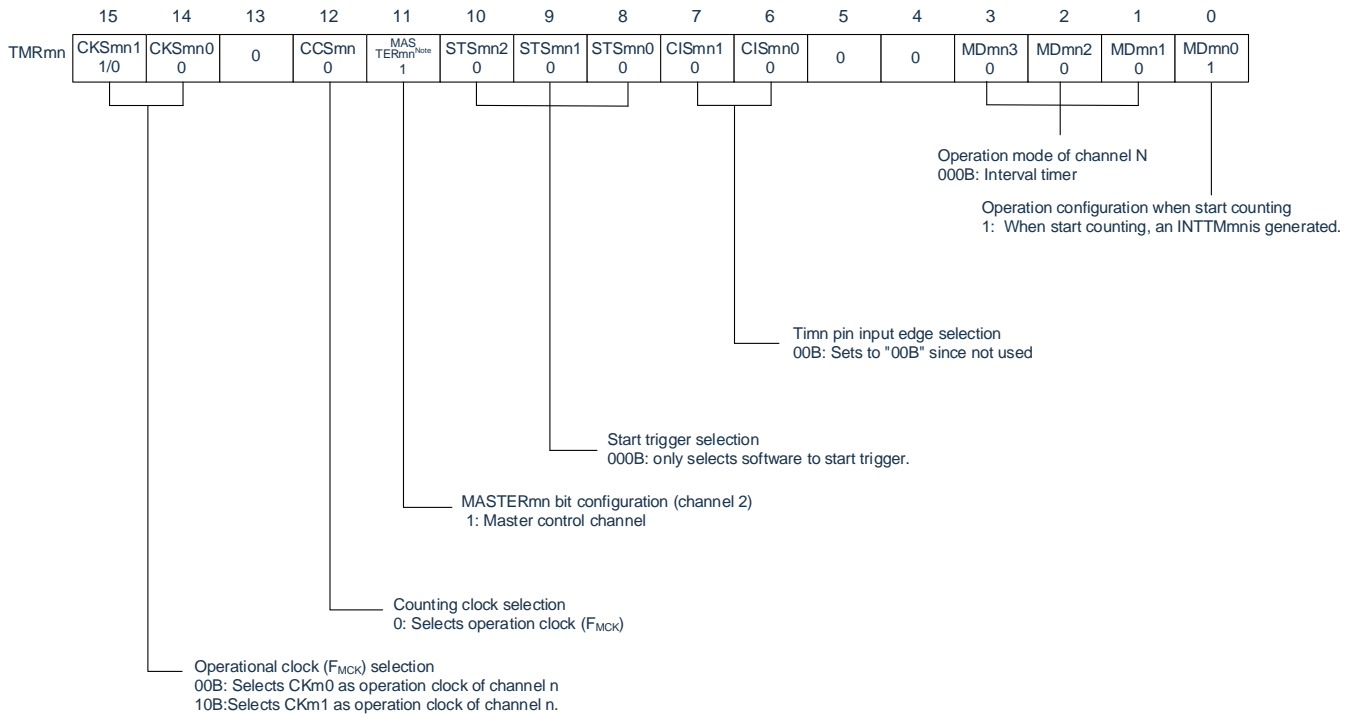 15 14 13 12 11 10 9 8 7 6 5 4 3 2 1 0
TMRmn CKSmn1 CKSmn0 0 CCSmn MAS STSmn2 STSmn1 STSmn0 CISmn1 CISmn0 0 0 MDmn3 MDmn2 MDmn1 MDmn0
TERmnNote
1/0 0 0 1 0 0 0 0 0 0 0 0 1
Operation mode of channel N
000B: Interval timer
Operation configuration when start counting
1: When start counting, an INTTMmnis generated.
Timn pin input edge selection
00B: Sets to "00B" since not used
Start trigger selection
000B: only selects software to start trigger.
MASTERmn bit configuration (channel 2)
1: Master control channel
Counting clock selection
0: Selects operation clock (FMCK)
Operational clock (FMCK) selection
00B: Selects CKm0 as operation clock of channel n
10B:Selects CKm1 as operation clock of channel n.